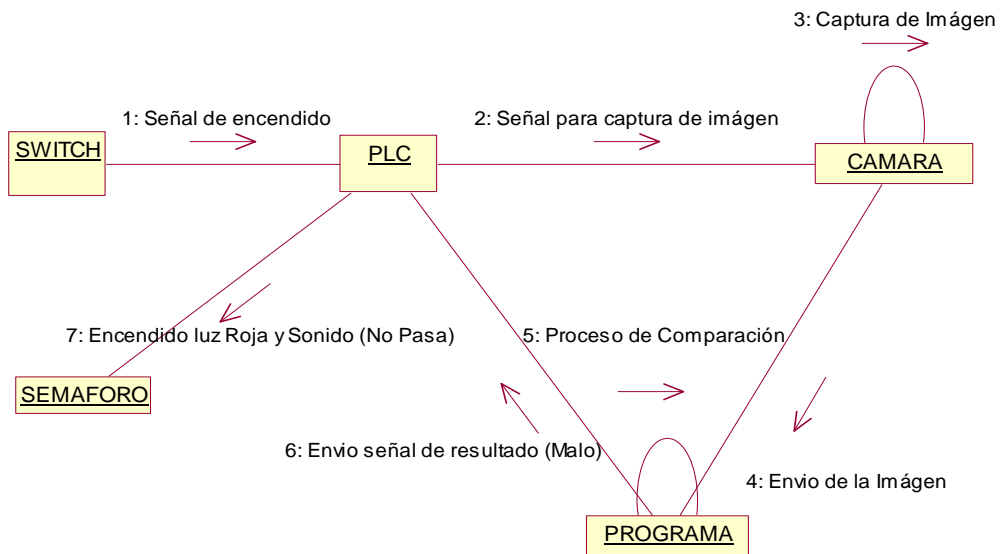 3: Captura de Imágen
1: Señal de encendido
2: Señal para captura de imágen
SWITCH
PLC
CAMARA
7: Encendido luz Roja y Sonido (No Pasa)
5: Proceso de Comparación
SEMAFORO
6: Envio señal de resultado (Malo)
4: Envio de la Imágen
PROGRAMA